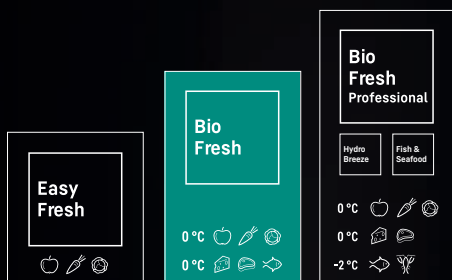 Easy
Fresh
Bio
Fresh
0 °C
0 °C
Bio
Fresh
Professional
Hydro
Breeze
Fish &
Seafood
0 °C
0 °C
-2 °C